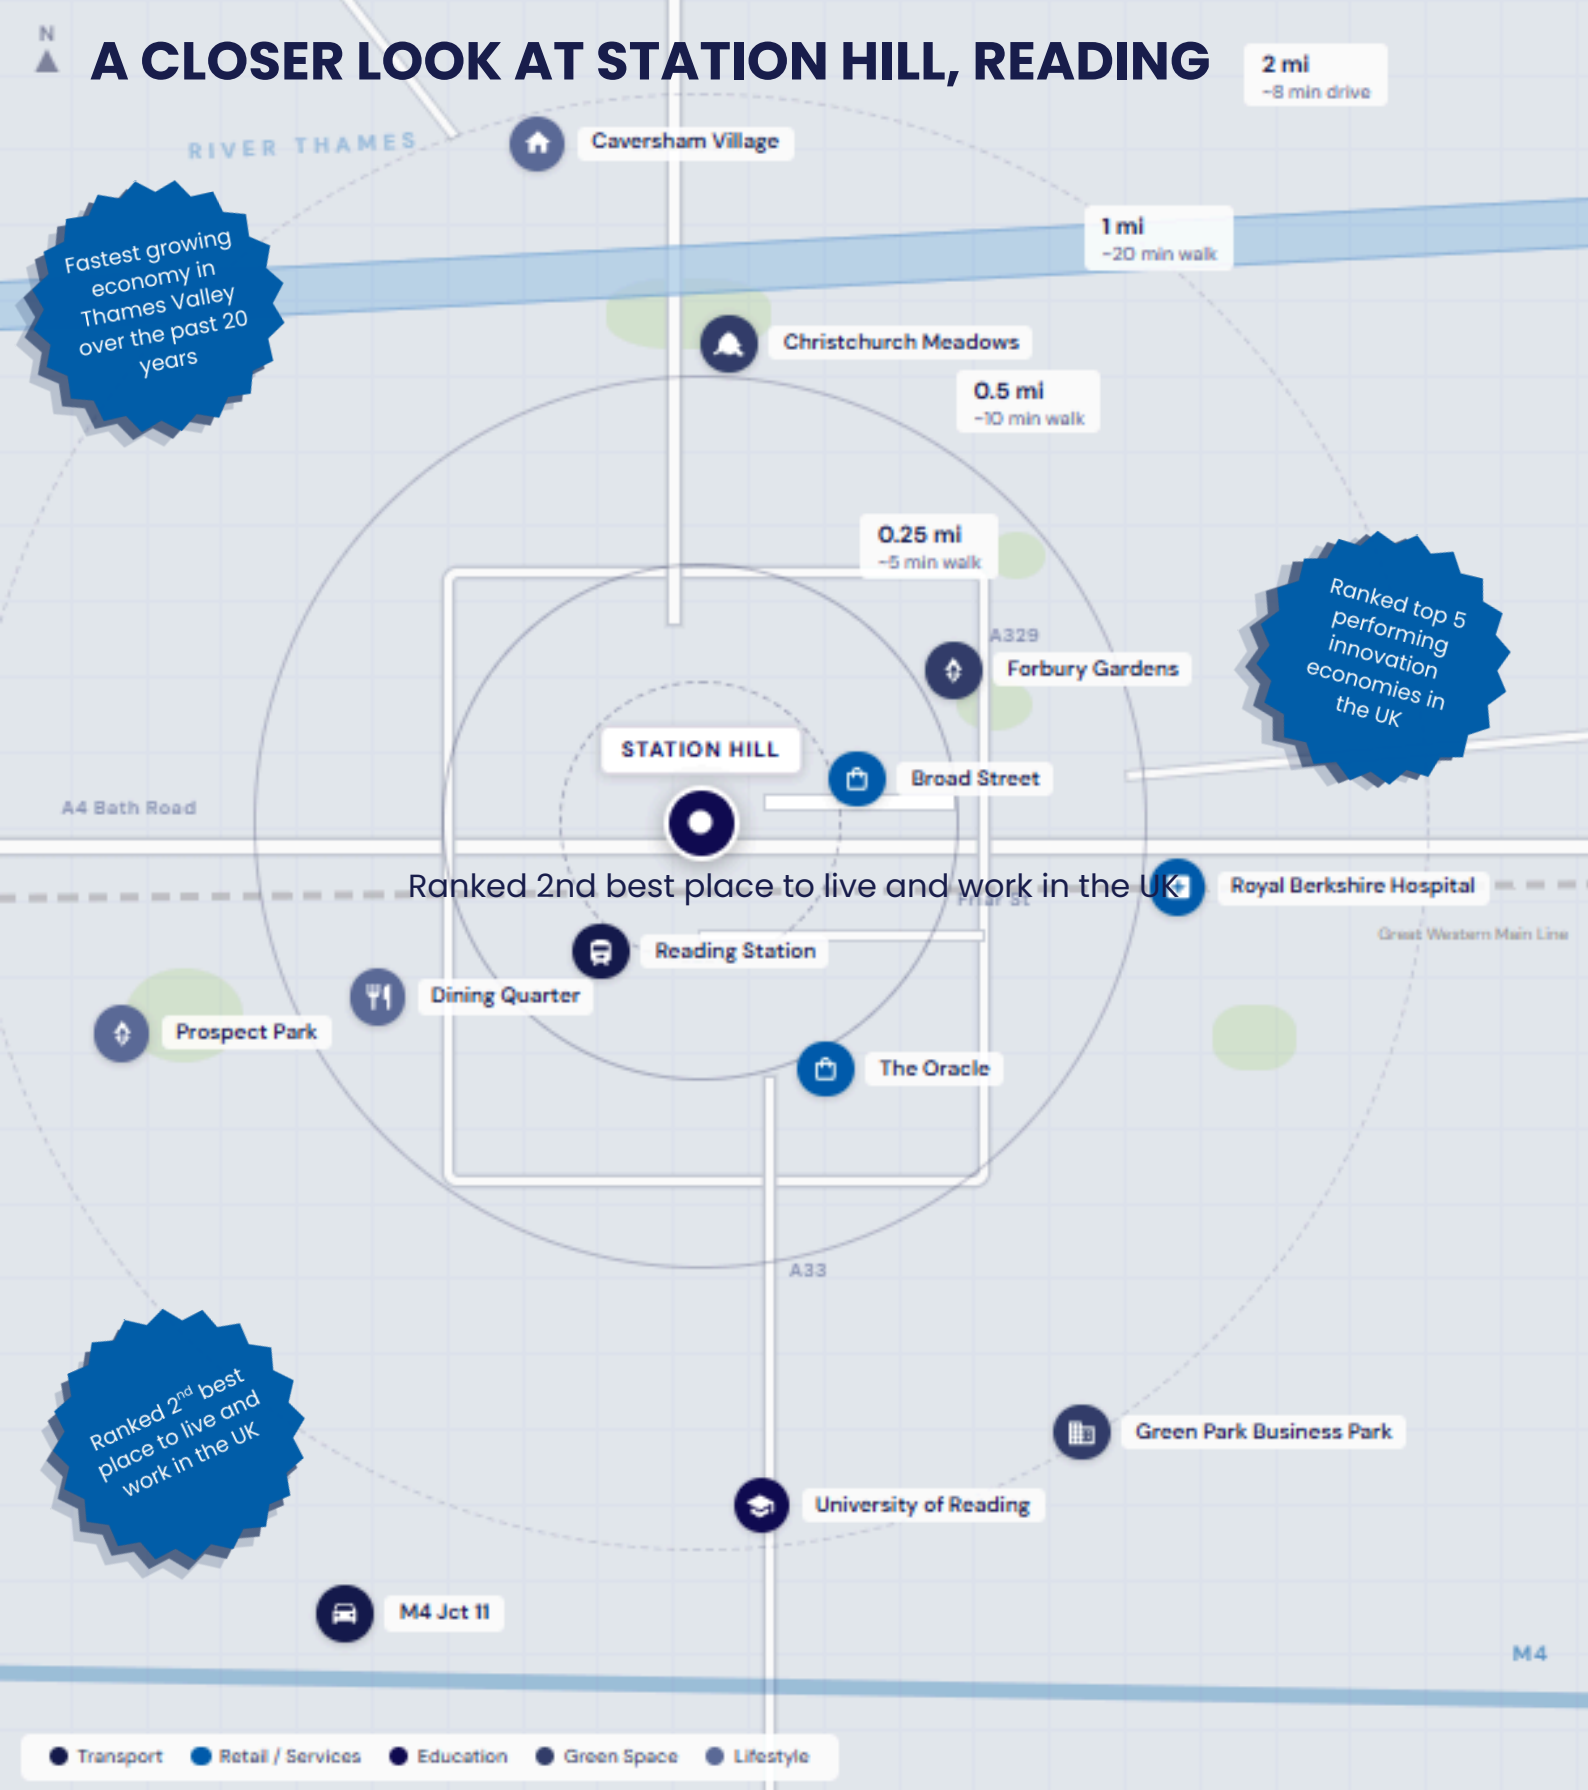 N
A CLOSER LOOK AT STATION HILL, READING
2 mi
~8 min drive
RIVER THAMES
Caversham Village
1 mi
~20 min walk
Fastest growing
economy in
Thames Valley
over the past 20
years
Christchurch Meadows
0.5 mi
~10 min walk
0.25 mi
~5 min walk
Ranked top 5
performing
innovation
economies in
the UK
A329
Forbury Gardens
STATION HILL
Broad Street
A4 Bath Road
Ranked 2nd best place to live and work in the UK
Royal Berkshire Hospital
Friar St
Great Western Main Line
Reading Station
Dining Quarter
Prospect Park
The Oracle
A33
Ranked 2nd best
place to live and
work in the UK
Green Park Business Park
University of Reading
M4 Jct 11
M4
Transport
Retail / Services
Education
Green Space
Lifestyle